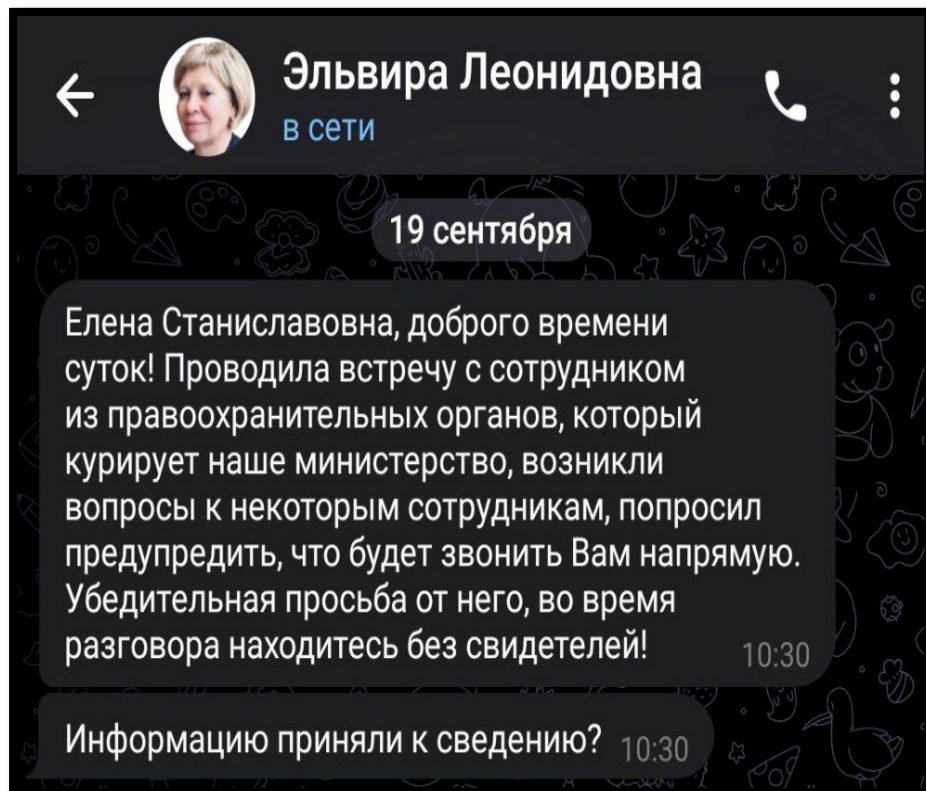 Эльвира Леонидовна
в сети
19 сентября
Елена Станиславовна, доброго времени
суток! Проводила встречу с сотрудником
из правоохранительных органов, который
курирует наше министерство, возникли
вопросы к некоторым сотрудникам, попросил
предупредить, что будет звонить Вам напрямую.
Убедительная просьба от него, во время
разговора находитесь без свидетелей!
10:30
Информацию приняли к сведению? 10:30